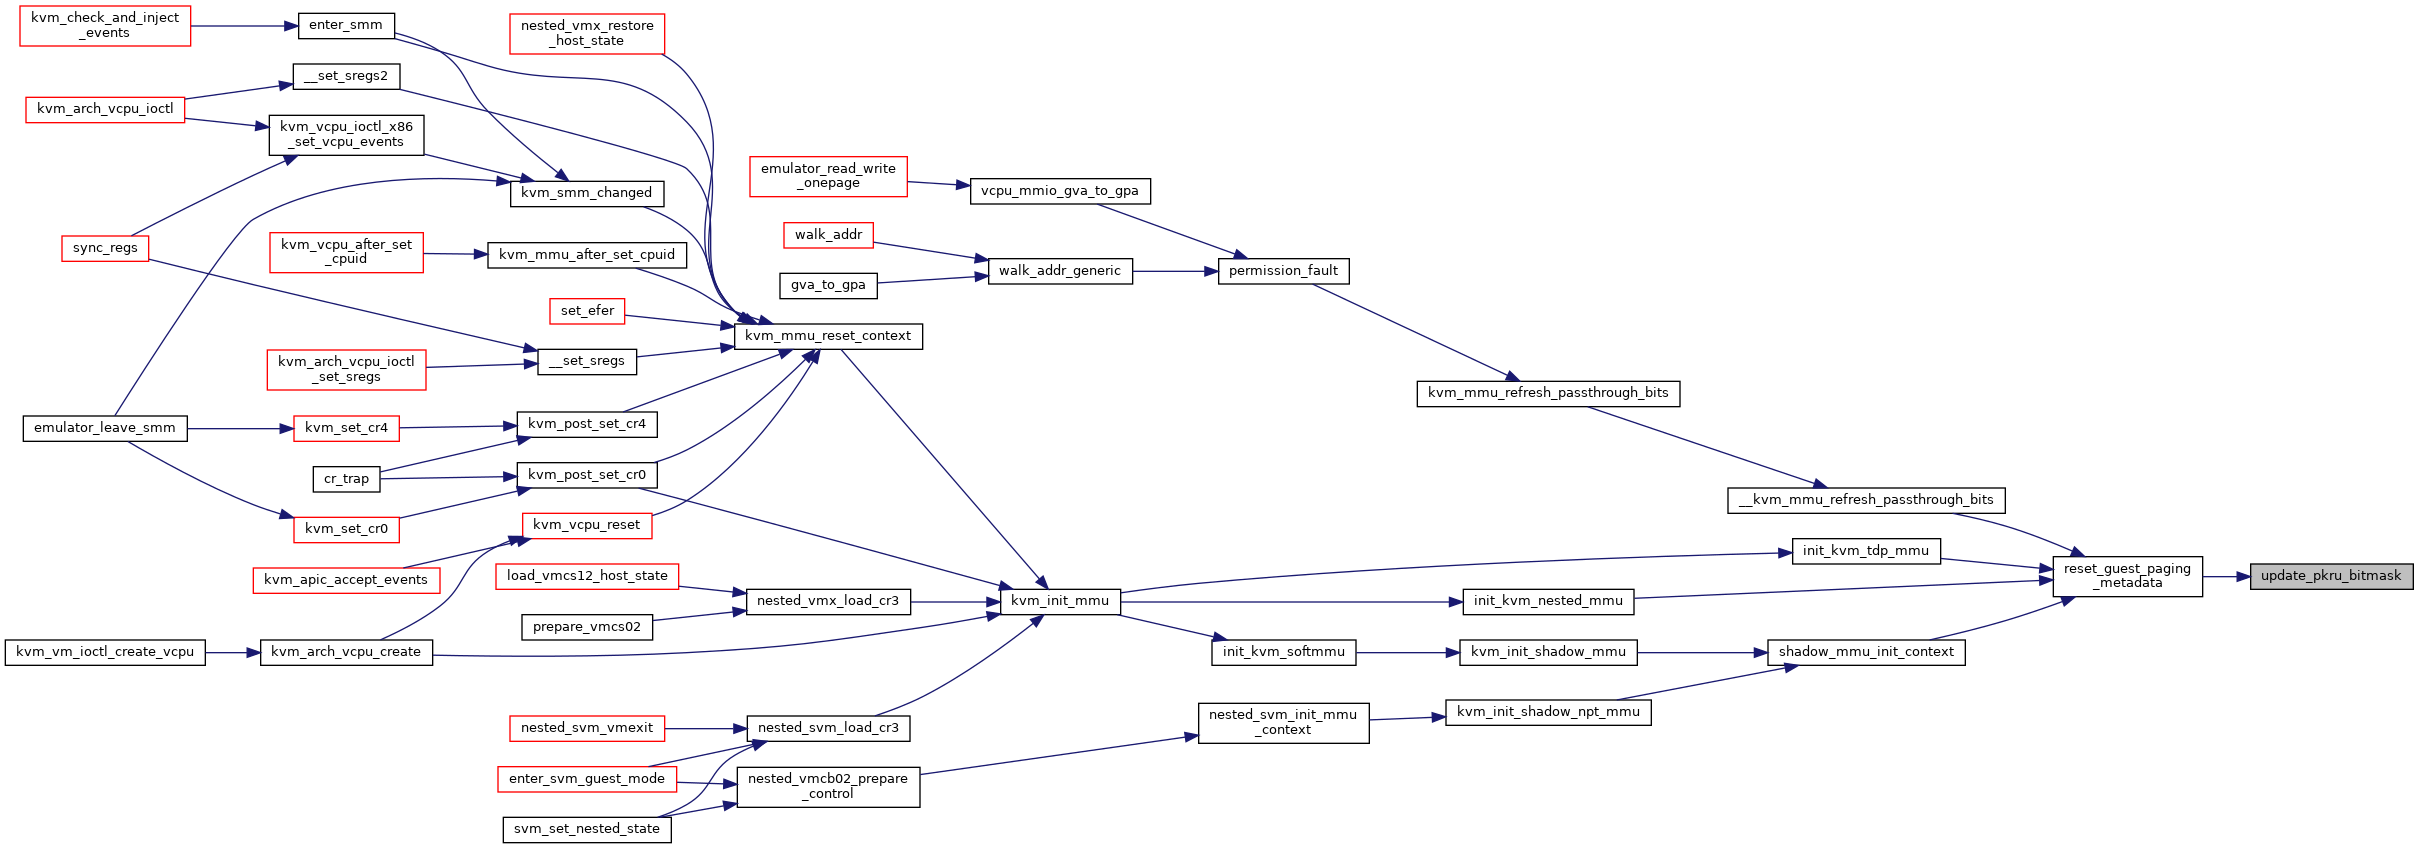 kvm_check_and_inject
_events
enter_smm
nested_vmx_restore
_host_state
__set_sregs2
kvm_arch_vcpu_ioctl
kvm_vcpu_ioctl_x86
_set_vcpu_events
kvm_smm_changed
sync_regs
kvm_vcpu_after_set
_cpuid
kvm_mmu_after_set_cpuid
set_efer
kvm_mmu_reset_context
__set_sregs
kvm_arch_vcpu_ioctl
_set_sregs
emulator_leave_smm
kvm_set_cr4
kvm_post_set_cr4
cr_trap
kvm_post_set_cr0
kvm_set_cr0
kvm_vcpu_reset
kvm_apic_accept_events
load_vmcs12_host_state
nested_vmx_load_cr3
prepare_vmcs02
kvm_vm_ioctl_create_vcpu
kvm_arch_vcpu_create
nested_svm_vmexit
nested_svm_load_cr3
enter_svm_guest_mode
nested_vmcb02_prepare
_control
svm_set_nested_state
emulator_read_write
_onepage
vcpu_mmio_gva_to_gpa
walk_addr
walk_addr_generic
gva_to_gpa
permission_fault
kvm_mmu_refresh_passthrough_bits
__kvm_mmu_refresh_passthrough_bits
init_kvm_tdp_mmu
kvm_init_mmu
init_kvm_nested_mmu
init_kvm_softmmu
kvm_init_shadow_mmu
shadow_mmu_init_context
nested_svm_init_mmu
_context
kvm_init_shadow_npt_mmu
reset_guest_paging
_metadata
update_pkru_bitmask